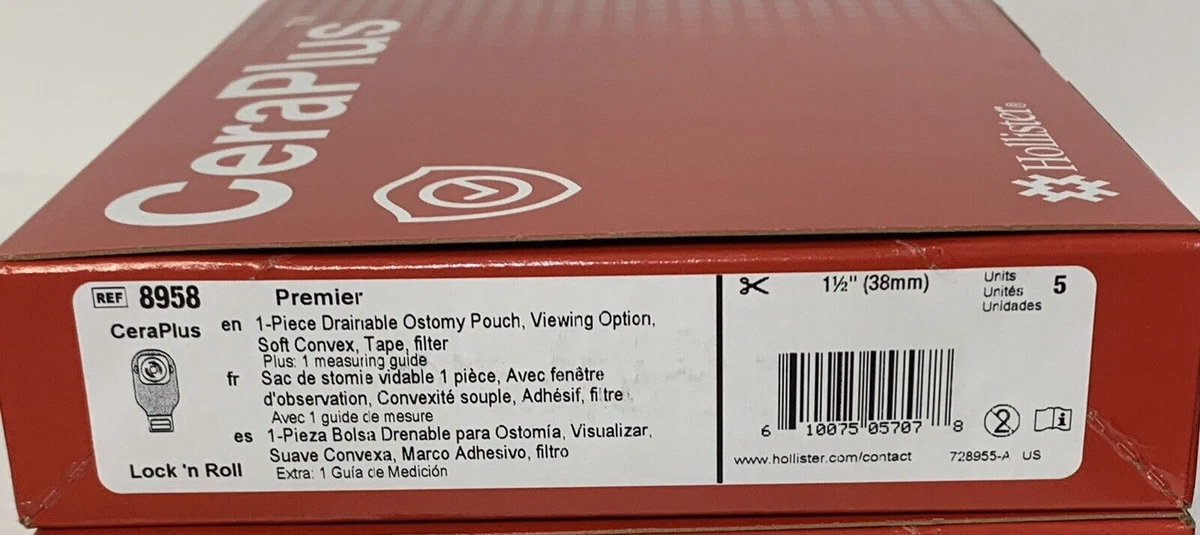 CeraPlus™
Hollister®
REF 8958 Premier
CeraPlus
en 1-Piece Drainable Ostomy Pouch, Viewing Option,
Soft Convex, Tape, filter
Plus: 1 measuring guide
fr Sac de stomie vidable 1 pièce, Avec fenêtre
d'observation, Convexité souple, Adhésif, filtre
Avec 1 guide de mesure
es 1-Pieza Bolsa Drenable para Ostomía, Visualizar,
Suave Convexa, Marco Adhesivo, filtro
Extra: 1 Guía de Medición
Lock 'n Roll
1½" (38mm)
Units
Unités
Unidades
5
6 10075 05707 8
2
i
www.hollister.com/contact 728955-A US